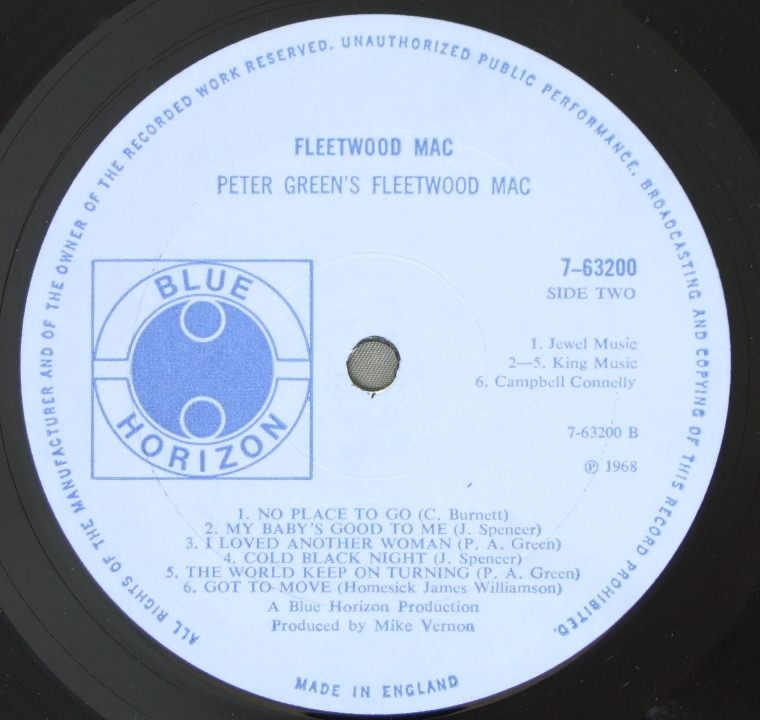 ALL RIGHTS OF THE MANUFACTURER AND OF THE OWNER OF THE RECORDED WORK RESERVED. UNAUTHORIZED PUBLIC PERFORMANCE, BROADCASTING AND COPYING OF THIS RECORD PROHIBITED.
FLEETWOOD MAC
PETER GREEN'S FLEETWOOD MAC
BLUE
HORIZON
7–63200
SIDE TWO
1. Jewel Music
2—5. King Music
6. Campbell Connelly
7-63200 B
℗ 1968
1. NO PLACE TO GO (C. Burnett)
2. MY BABY'S GOOD TO ME (J. Spencer)
3. I LOVED ANOTHER WOMAN (P. A. Green)
4. COLD BLACK NIGHT (J. Spencer)
5. THE WORLD KEEP ON TURNING (P. A. Green)
6. GOT TO MOVE (Homesick James Williamson)
A Blue Horizon Production
Produced by Mike Vernon
MADE IN ENGLAND